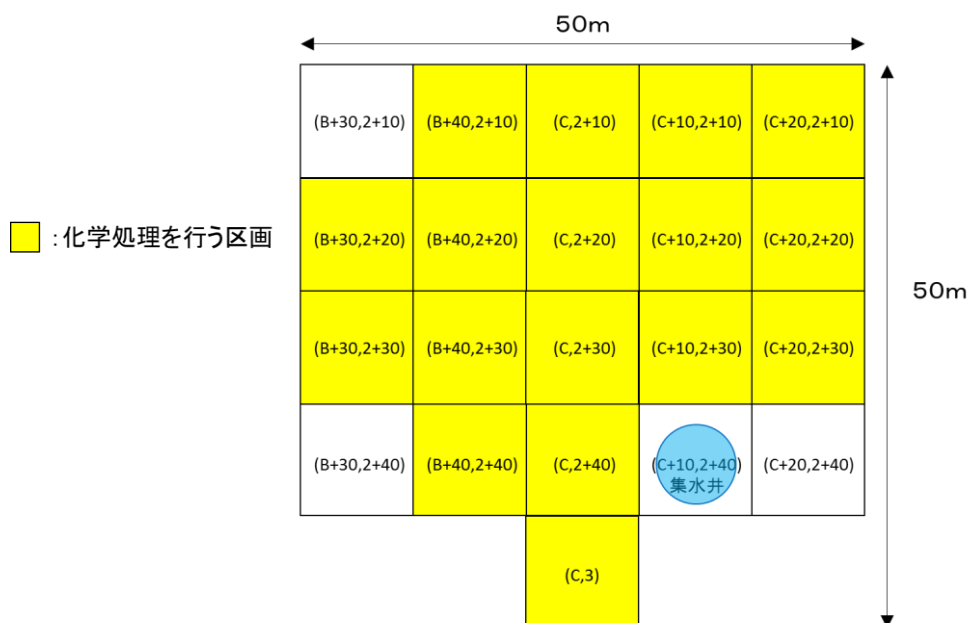 50m
(B+30,2+10) (B+40,2+10) (C,2+10) (C+10,2+10) (C+20,2+10)
:化学処理を行う区画
(B+30,2+20) (B+40,2+20) (C,2+20) (C+10,2+20) (C+20,2+20)
50m
(B+30,2+30) (B+40,2+30) (C,2+30) (C+10,2+30) (C+20,2+30)
(B+30,2+40) (B+40,2+40) (C,2+40) (C+10,2+40) (C+20,2+40)
集水井
(C,3)